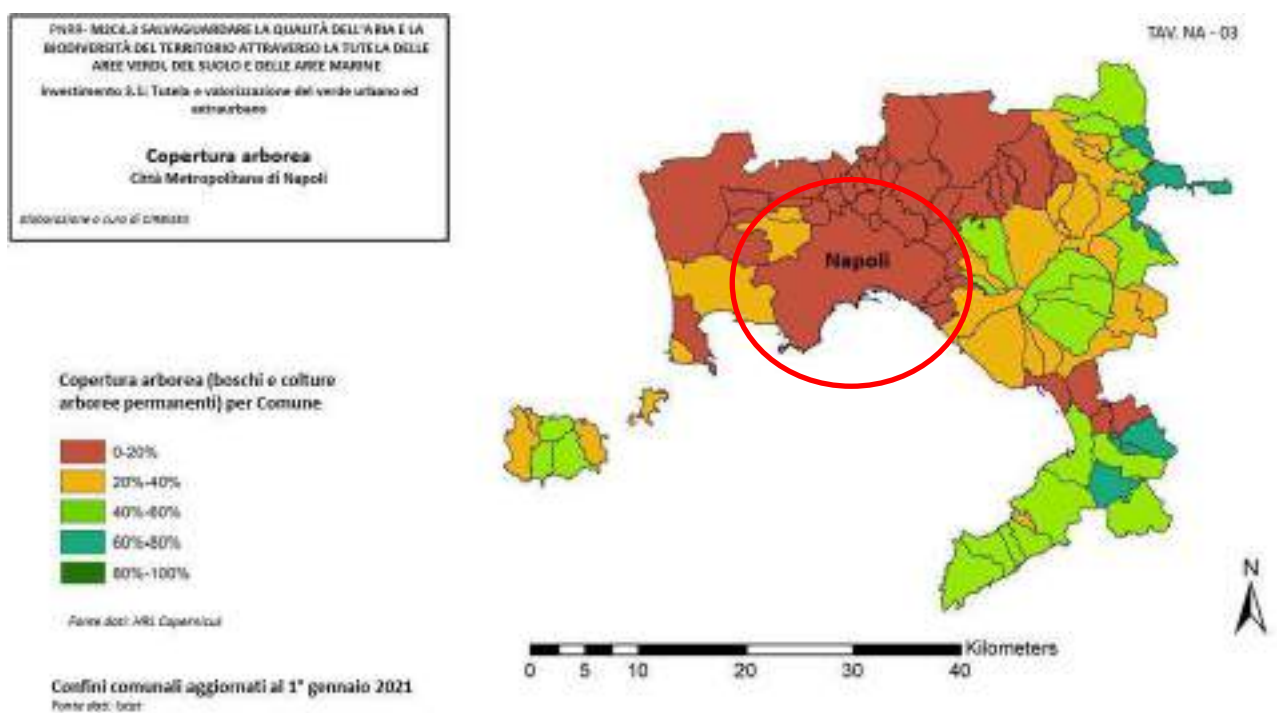 PNRR- M2C4.3 SALVAGUARDARE LA QUALITÀ DELL'ARIA E LA
BIODIVERSITÀ DEL TERRITORIO ATTRAVERSO LA TUTELA DELLE
AREE VERDI, DEL SUOLO E DELLE AREE MARINE
Investimento 3.1: Tutela e valorizzazione del verde urbano ed
extraurbano
Copertura arborea
Città Metropolitana di Napoli
Elaborazione a cura di CIRBISES
TAV. NA - 03
Napoli
Copertura arborea (boschi e colture
arboree permanenti) per Comune
0-20%
20%-40%
40%-60%
60%-80%
80%-100%
Fonte dati: HRL Copernicus
N
Kilometers
0 5 10 20 30 40
Confini comunali aggiornati al 1° gennaio 2021
Fonte dati: Istat